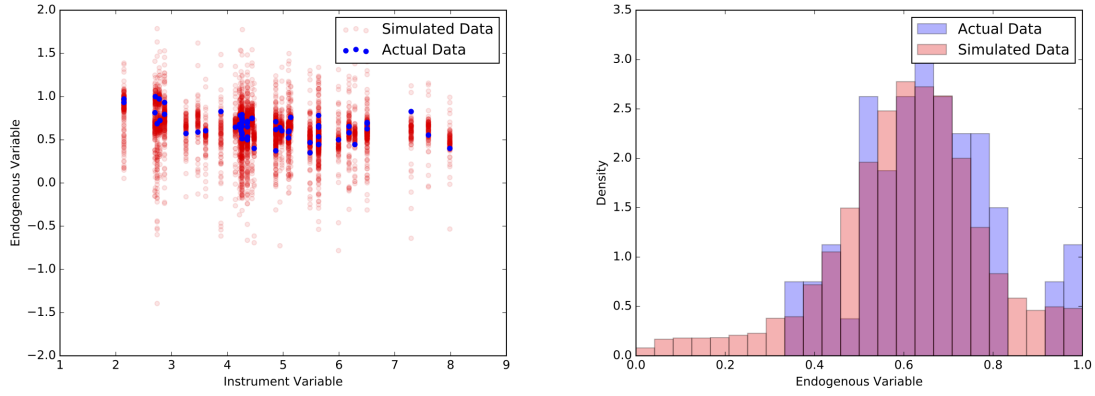 2.0
1.5
1.0
0.5
0.0
−0.5
−1.0
−1.5
−2.0
Endogenous Variable
1 2 3 4 5 6 7 8 9
Instrument Variable
Simulated Data
Actual Data
3.5
3.0
2.5
2.0
1.5
1.0
0.5
0.0
Density
0.0 0.2 0.4 0.6 0.8 1.0
Endogenous Variable
Actual Data
Simulated Data